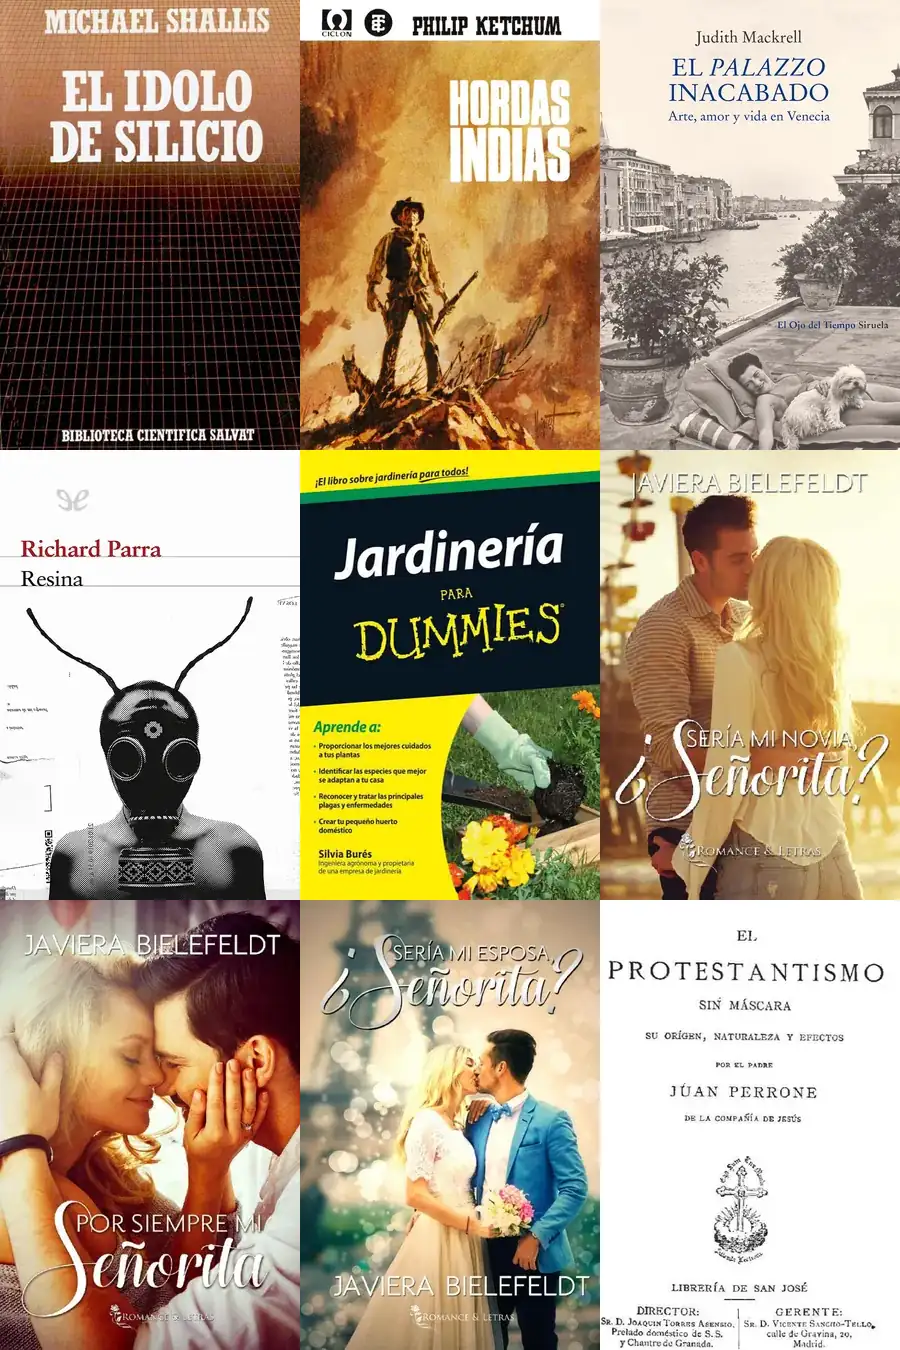 MICHAEL SHALLIS
EL IDOLO
DE SILICIO
BIBLIOTECA CIENTIFICA SALVAT
CICLON
PHILIP KETCHUM
HORDAS
INDIAS
Judith Mackrell
EL PALAZZO
INACABADO
Arte, amor y vida en Venecia
El Ojo del Tiempo Siruela
Richard Parra
Resina
¡El libro sobre jardinería para todos!
Jardinería
PARA
DUMMIES
Aprende a:
• Proporcionar los mejores cuidados
a tus plantas
• Identificar las especies que mejor
se adaptan a tu casa
• Reconocer y tratar las principales
plagas y enfermedades
• Crear tu pequeño huerto
doméstico
Silvia Burés
Ingeniera agrónoma y propietaria
de una empresa de jardinería
JAVIERA BIELEFELDT
¿SERÍA MI NOVIA,
Señorita?
ROMANCE & LETRAS
JAVIERA BIELEFELDT
POR SIEMPRE MI
Señorita
ROMANCE & LETRAS
¿SERÍA MI ESPOSA,
Señorita?
JAVIERA BIELEFELDT
ROMANCE & LETRAS
EL
PROTESTANTISMO
SIN MÁSCARA
SU ORÍGEN, NATURALEZA Y EFECTOS
POR EL PADRE
JÚAN PERRONE
DE LA COMPAÑÍA DE JESÚS
LIBRERÍA DE SAN JOSÉ
DIRECTOR:
SR. D. JOAQUIN TORRES ASENSIO,
Prelado doméstico de S. S.
y Chantre de Granada.
GERENTE:
SR. D. VICENTE SANCHO-TELLO,
calle de Gravina, 20,
Madrid.